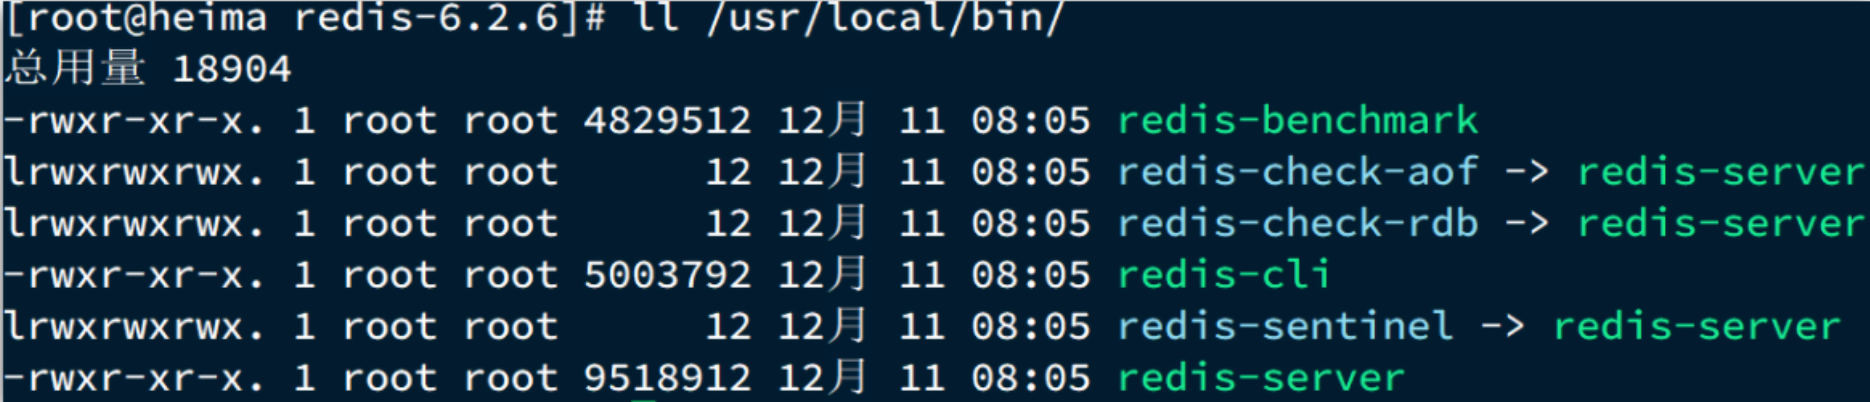 [root@heima redis-6.2.6]# ll /usr/local/bin/
总用量 18904
-rwxr-xr-x. 1 root root 4829512 12月 11 08:05 redis-benchmark
lrwxrwxrwx. 1 root root      12 12月 11 08:05 redis-check-aof -> redis-server
lrwxrwxrwx. 1 root root      12 12月 11 08:05 redis-check-rdb -> redis-server
-rwxr-xr-x. 1 root root 5003792 12月 11 08:05 redis-cli
lrwxrwxrwx. 1 root root      12 12月 11 08:05 redis-sentinel -> redis-server
-rwxr-xr-x. 1 root root 9518912 12月 11 08:05 redis-server